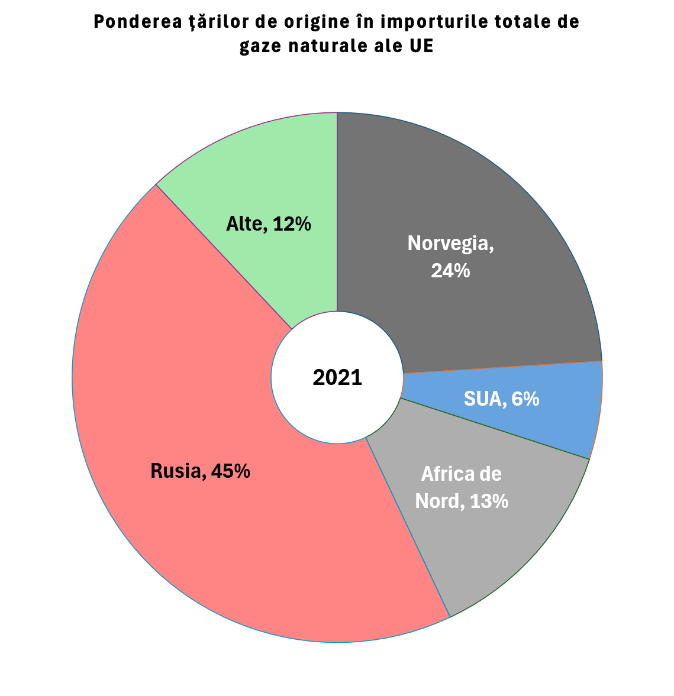 Ponderea țărilor de origine în importurile totale de
gaze naturale ale UE
Alte, 12%
Norvegia,
24%
2021
SUA, 6%
Rusia, 45%
Africa de
Nord, 13%